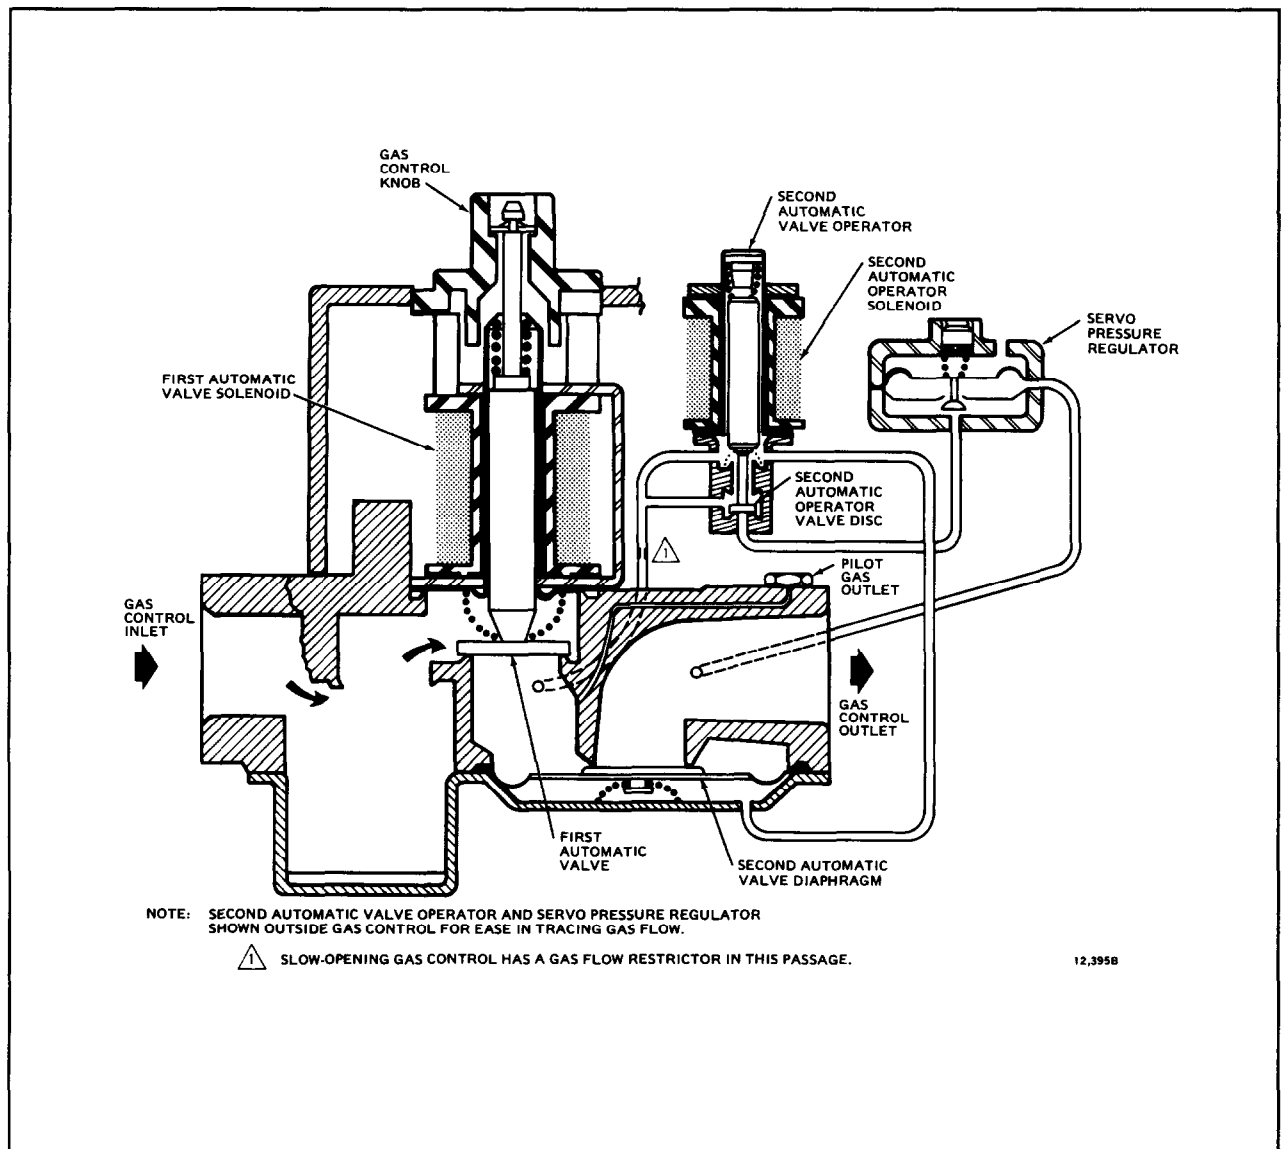 GAS
CONTROL
KNOB
SECOND
AUTOMATIC
VALVE OPERATOR
SECOND
AUTOMATIC
OPERATOR
SOLENOID
SERVO
PRESSURE
REGULATOR
FIRST AUTOMATIC
VALVE SOLENOID
SECOND
AUTOMATIC
OPERATOR
VALVE DISC
1
PILOT
GAS
OUTLET
GAS
CONTROL
INLET
GAS
CONTROL
OUTLET
FIRST
AUTOMATIC
VALVE
SECOND AUTOMATIC
VALVE DIAPHRAGM
NOTE: SECOND AUTOMATIC VALVE OPERATOR AND SERVO PRESSURE REGULATOR
SHOWN OUTSIDE GAS CONTROL FOR EASE IN TRACING GAS FLOW.
1 SLOW-OPENING GAS CONTROL HAS A GAS FLOW RESTRICTOR IN THIS PASSAGE.
12,395B